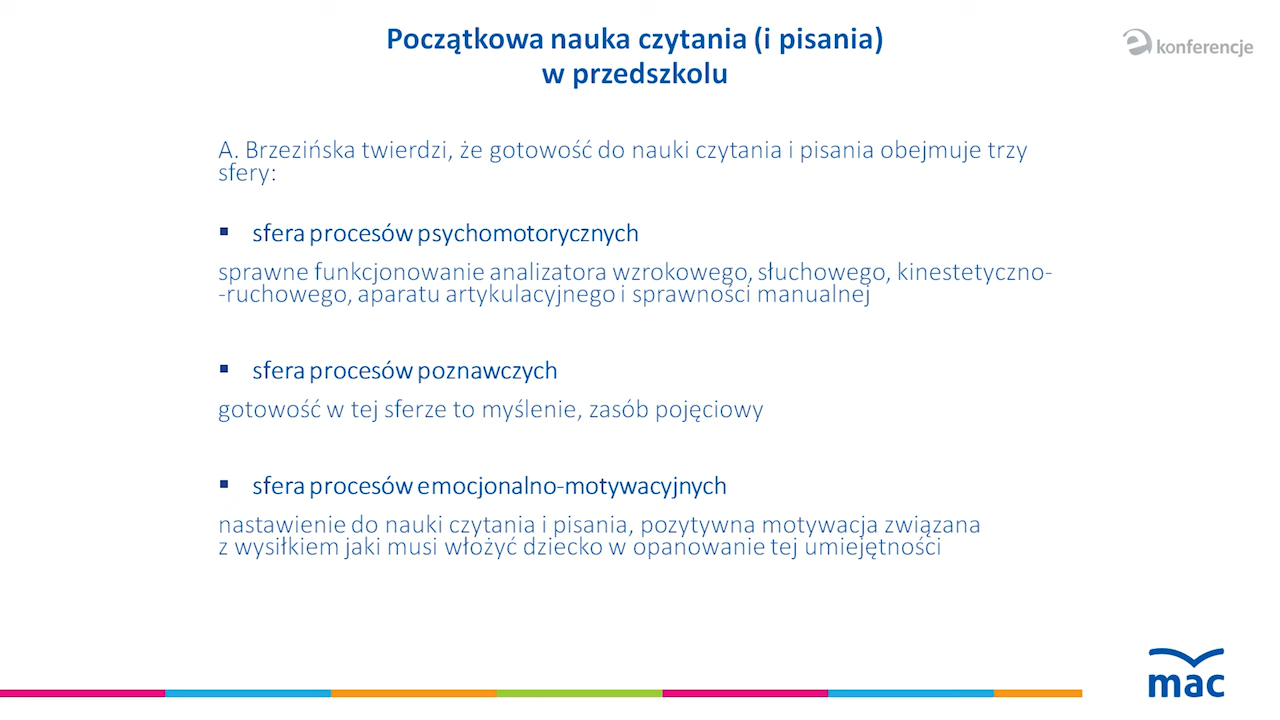 Początkowa nauka czytania (i pisania)
w przedszkolu
e konferencje
A. Brzezińska twierdzi, że gotowość do nauki czytania i pisania obejmuje trzy
sfery:
▪ sfera procesów psychomotorycznych
sprawne funkcjonowanie analizatora wzrokowego, słuchowego, kinestetyczno-
-ruchowego, aparatu artykulacyjnego i sprawności manualnej
▪ sfera procesów poznawczych
gotowość w tej sferze to myślenie, zasób pojęciowy
▪ sfera procesów emocjonalno-motywacyjnych
nastawienie do nauki czytania i pisania, pozytywna motywacja związana
z wysiłkiem jaki musi włożyć dziecko w opanowanie tej umiejętności
mac